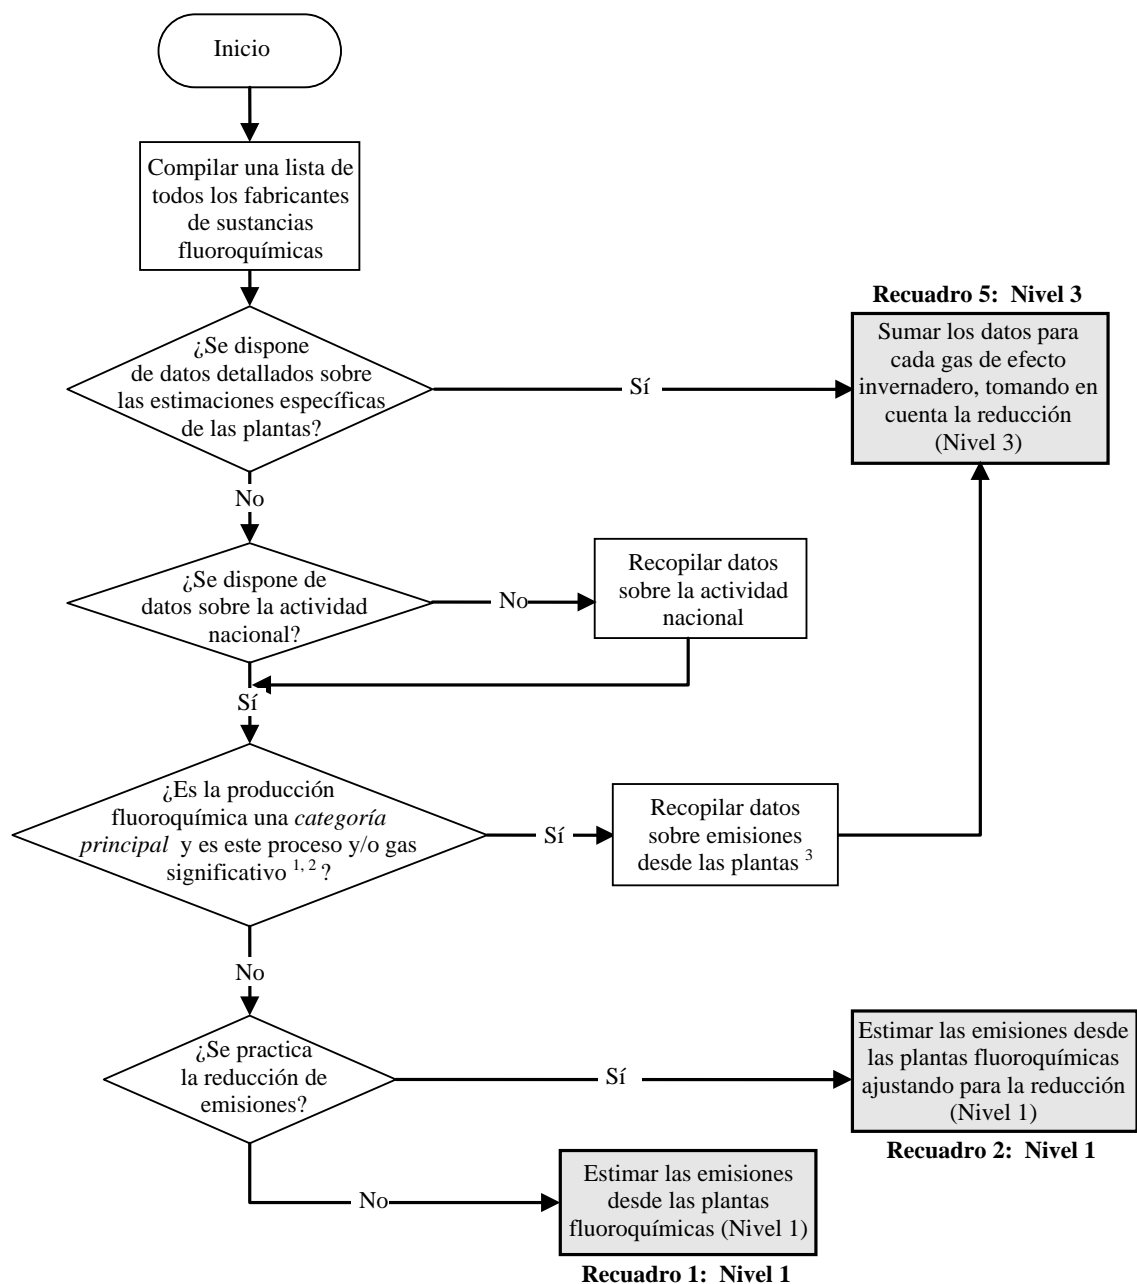 Inicio
Compilar una lista de
todos los fabricantes
de sustancias
fluoroquímicas
¿Se dispone
de datos detallados sobre
las estimaciones específicas
de las plantas?
Sí
Recuadro 5: Nivel 3
Sumar los datos para
cada gas de efecto
invernadero, tomando en
cuenta la reducción
(Nivel 3)
No
¿Se dispone de
datos sobre la actividad
nacional?
No
Recopilar datos
sobre la actividad
nacional
Sí
¿Es la producción
fluoroquímica una categoría
principal y es este proceso y/o gas
significativo 1, 2 ?
Sí
Recopilar datos
sobre emisiones
desde las plantas 3
No
¿Se practica
la reducción de
emisiones?
Sí
Estimar las emisiones desde
las plantas fluoroquímicas
ajustando para la reducción
(Nivel 1)
Recuadro 2: Nivel 1
No
Estimar las emisiones
desde las plantas
fluoroquímicas (Nivel 1)
Recuadro 1: Nivel 1